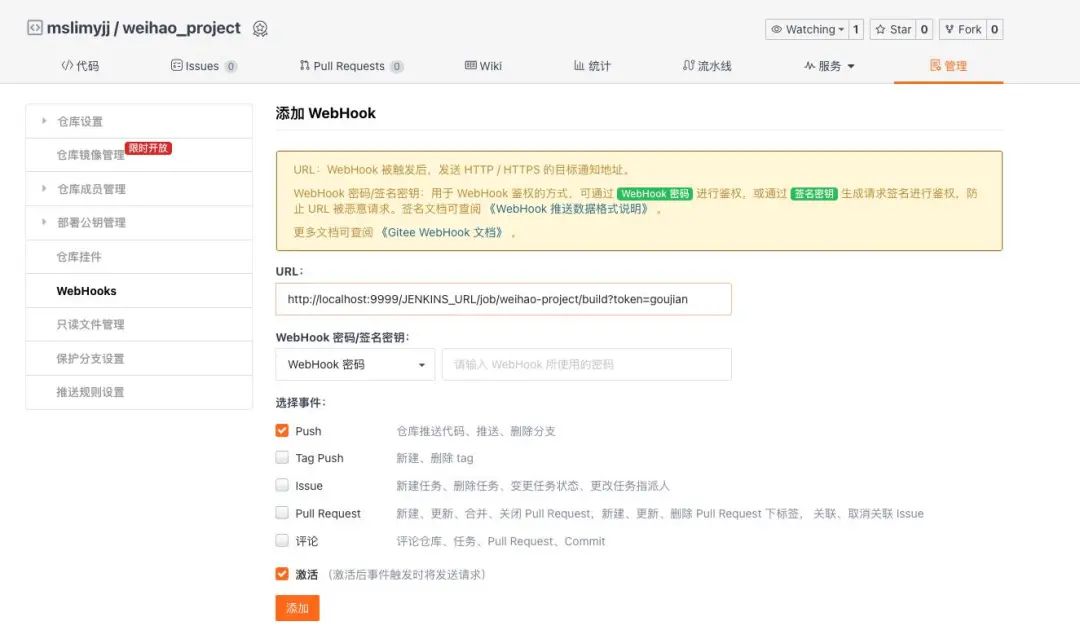 mslimyjj / weihao_project
Watching 1 Star 0 Fork 0
代码 Issues 0 Pull Requests 0 Wiki 统计 流水线 服务 管理
仓库设置
仓库镜像管理 限时开放
仓库成员管理
部署公钥管理
仓库挂件
WebHooks
只读文件管理
保护分支设置
推送规则设置
添加 WebHook
URL：WebHook 被触发后，发送 HTTP / HTTPS 的目标通知地址。
WebHook 密码/签名密钥：用于 WebHook 鉴权的方式，可通过 WebHook 密码 进行鉴权，或通过 签名密钥 生成请求签名进行鉴权，防
止 URL 被恶意请求。签名文档可查阅 《WebHook 推送数据格式说明》 。
更多文档可查阅 《Gitee WebHook 文档》 。
URL：
http://localhost:9999/JENKINS_URL/job/weihao-project/build?token=goujian
WebHook 密码/签名密钥：
WebHook 密码 请输入 WebHook 所使用的密码
选择事件：
Push 仓库推送代码、推送、删除分支
Tag Push 新建、删除 tag
Issue 新建任务、删除任务、变更任务状态、更改任务指派人
Pull Request 新建、更新、合并、关闭 Pull Request，新建、更新、删除 Pull Request 下标签， 关联、取消关联 Issue
评论 评论仓库、任务、Pull Request、Commit
激活 （激活后事件触发时将发送请求）
添加